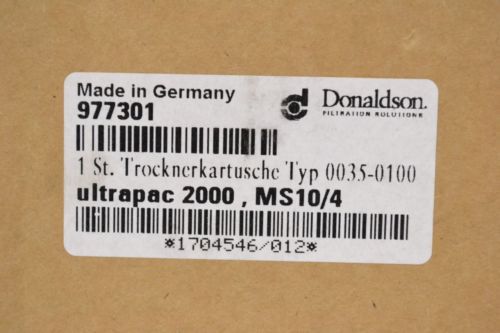 Made in Germany
977301
Donaldson.
FILTRATION SOLUTIONS
1 St. Trocknerkartusche Typ 0035-0100
ultrapac 2000 , MS10/4
*1704546/012*